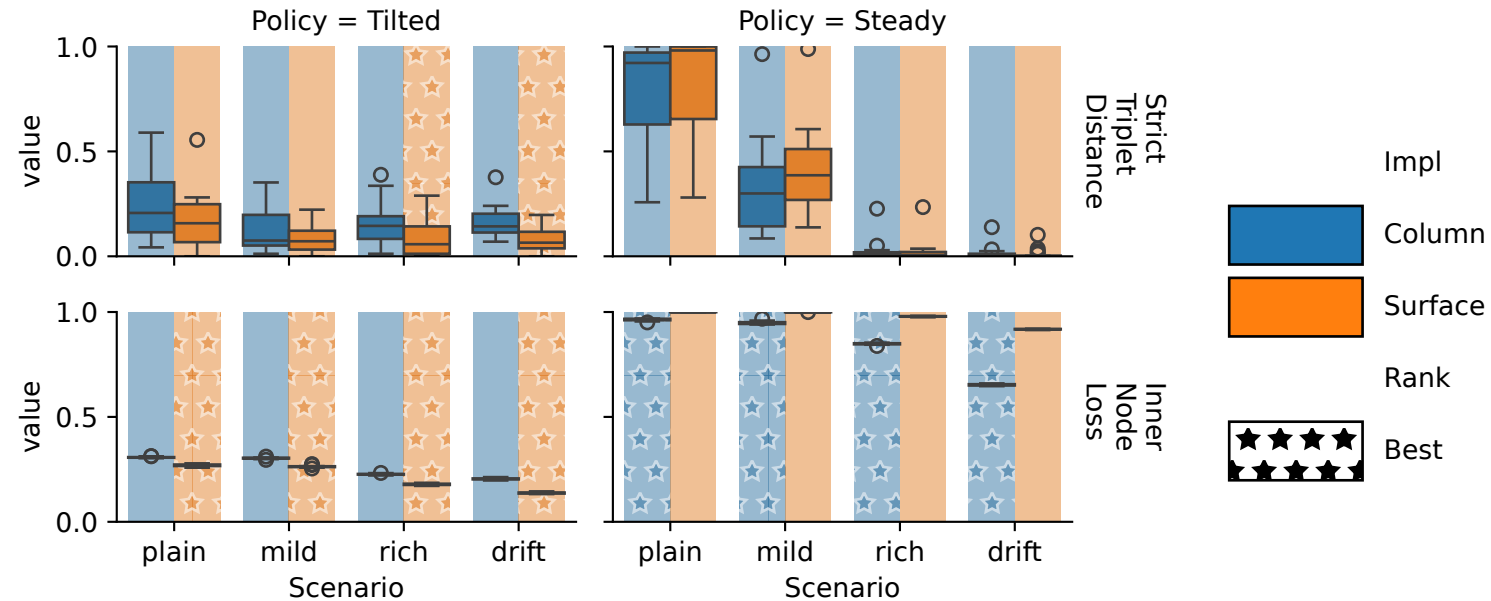 Policy = Tilted
Policy = Steady
1.0
0.5
0.0
value
Strict
Triplet
Distance
1.0
0.5
0.0
value
Inner
Node
Loss
plain
mild
rich
drift
Scenario
plain
mild
rich
drift
Scenario
Impl
Column
Surface
Rank
Best